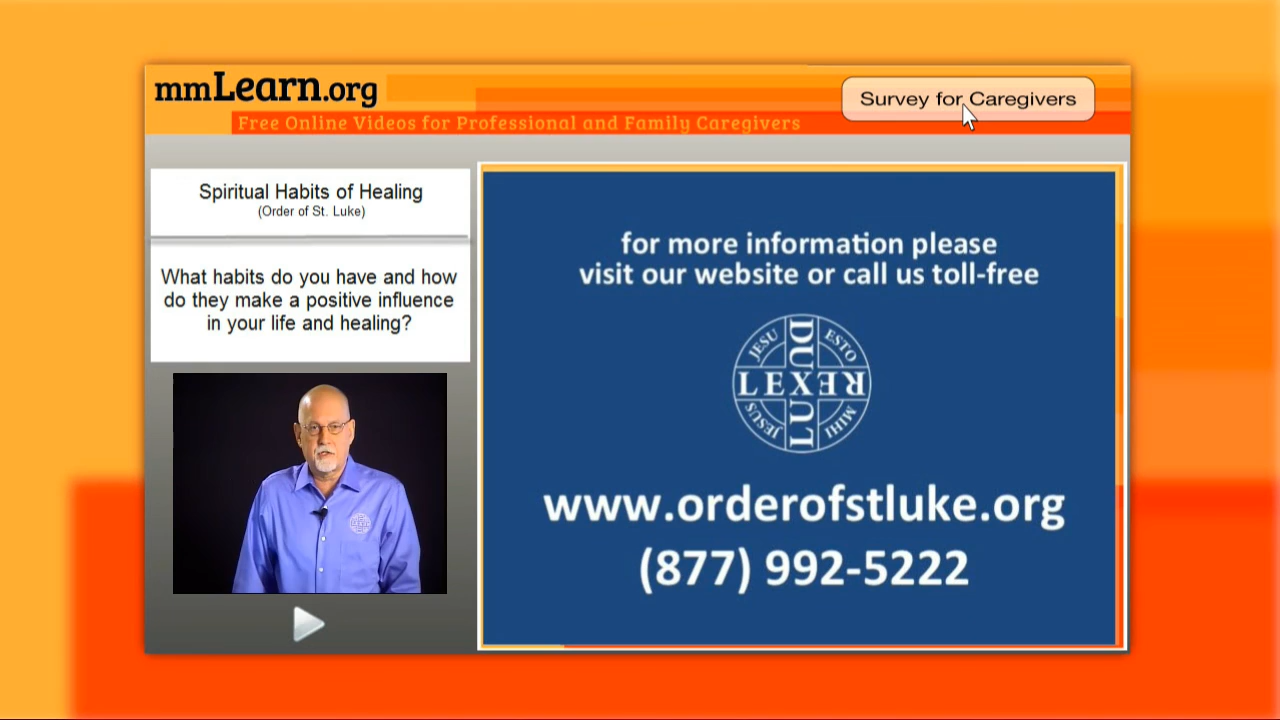 mmLearn.org
Free Online Videos for Professional and Family Caregivers
Survey for Caregivers
Spiritual Habits of Healing
(Order of St. Luke)
What habits do you have and how
do they make a positive influence
in your life and healing?
for more information please
visit our website or call us toll-free
JESU
DUX
ESTO
LEX REX
JESUS
LUX
MIHI
www.orderofstluke.org
(877) 992-5222